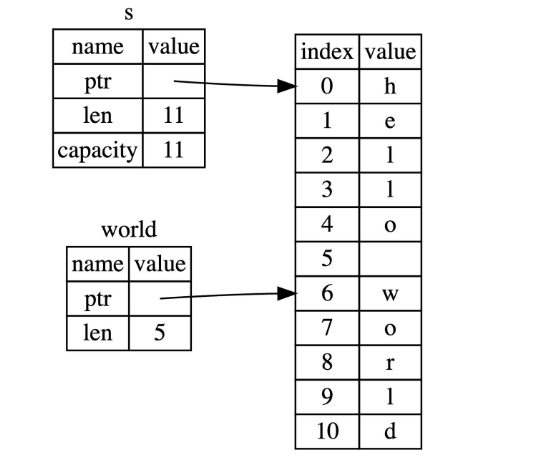 s
name value
ptr
len 11
capacity 11
world
name value
ptr
len 5
index value
0 h
1 e
2 l
3 l
4 o
5
6 w
7 o
8 r
9 l
10 d